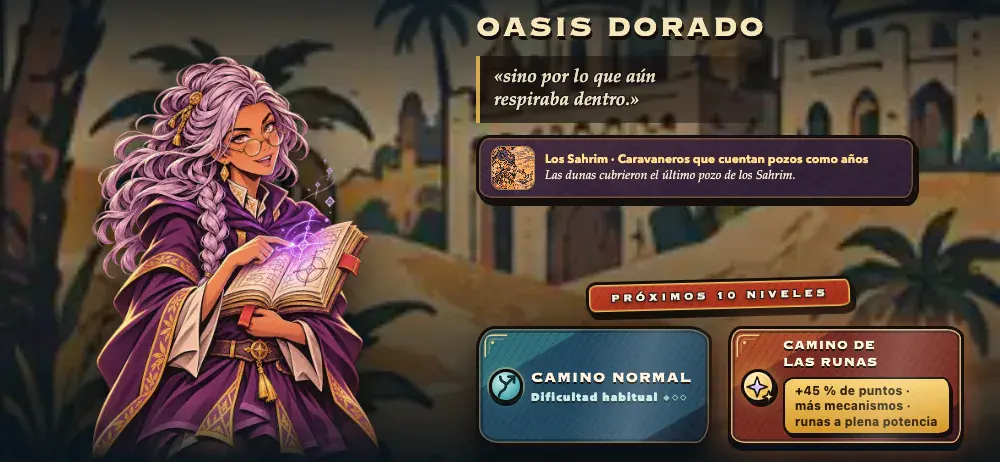 OASIS DORADO
«sino por lo que aún
respiraba dentro.»
Los Sahrim · Caravaneros que cuentan pozos como años
Las dunas cubrieron el último pozo de los Sahrim.
PRÓXIMOS 10 NIVELES
CAMINO NORMAL
Dificultad habitual ◆◇◇
CAMINO DE
LAS RUNAS
+45 % de puntos ·
más mecanismos ·
runas a plena potencia